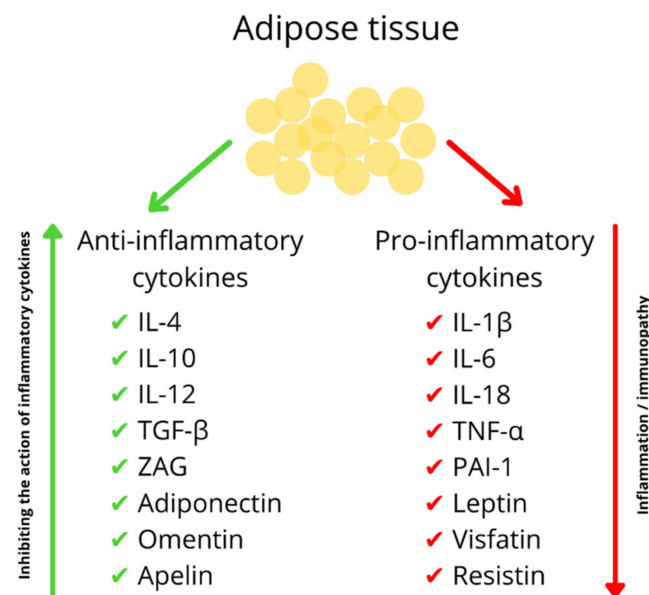 Adipose tissue
Inhibiting the action of inflammatory cytokines
Anti-inflammatory
cytokines
✔ IL-4
✔ IL-10
✔ IL-12
✔ TGF-β
✔ ZAG
✔ Adiponectin
✔ Omentin
✔ Apelin
Pro-inflammatory
cytokines
✔ IL-1β
✔ IL-6
✔ IL-18
✔ TNF-α
✔ PAI-1
✔ Leptin
✔ Visfatin
✔ Resistin
Inflammation / immunopathy